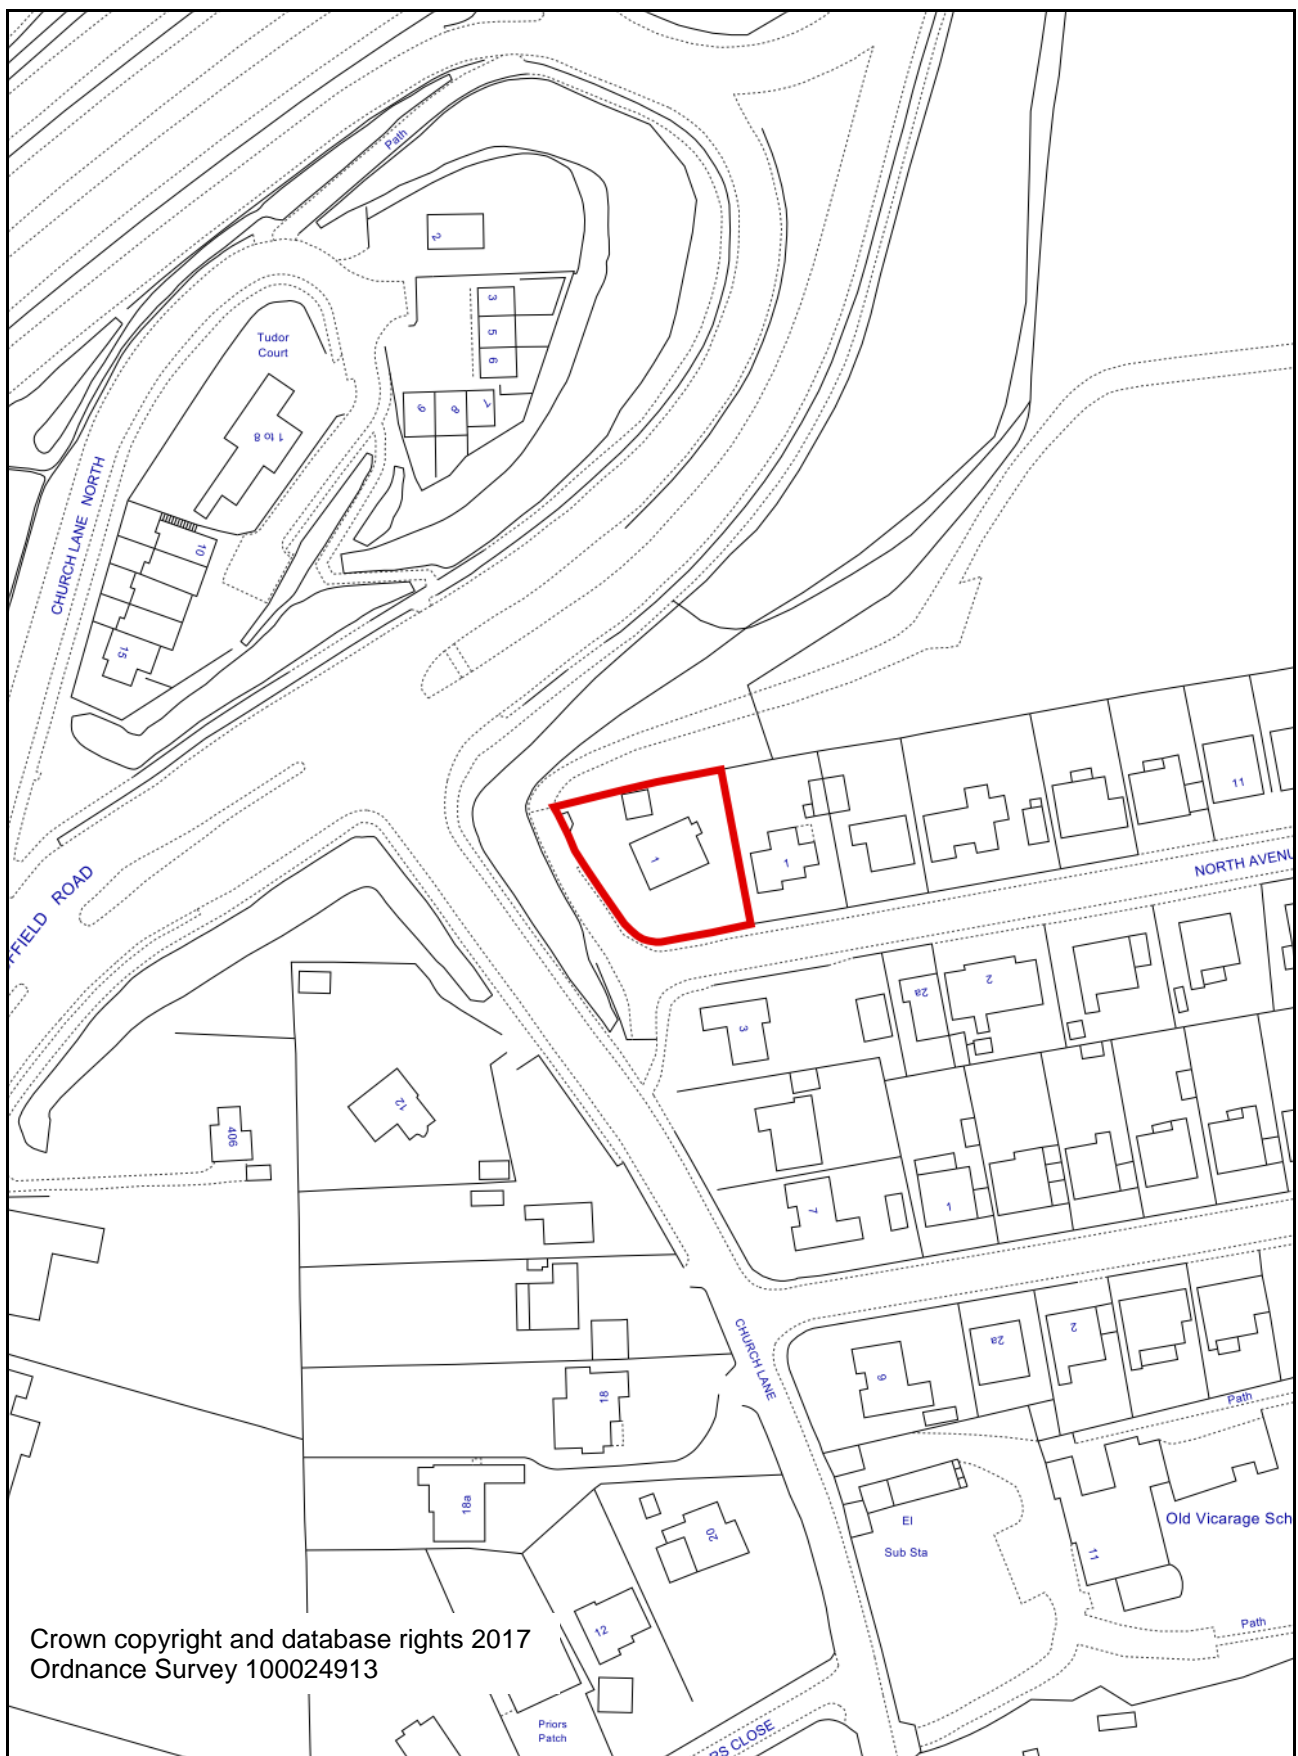 Path
2
3
5
6
7
8
9
Tudor
Court
1 to 8
CHURCH LANE NORTH
10
15
FFIELD ROAD
1
1
11
NORTH AVENU
2a
2
3
12
406
7
1
CHURCH LANE
18
9
2a
2
Path
18a
20
El
Sub Sta
11
Old Vicarage Sch
12
Path
Priors
Patch
RS CLOSE
Crown copyright and database rights 2017
Ordnance Survey 100024913